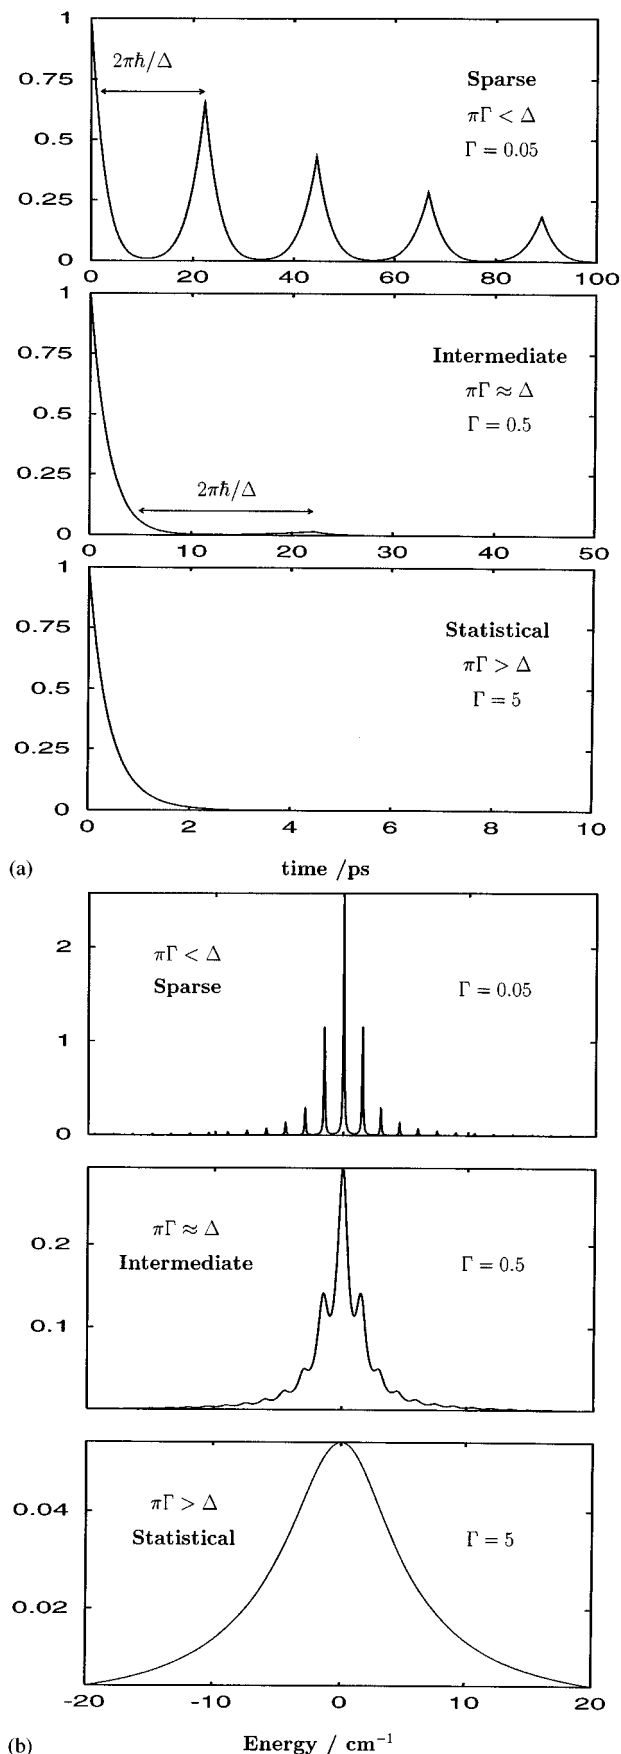 1
0.75
0.5
0.25
0
2πħ/Δ
Sparse
πΓ < Δ
Γ = 0.05
0 20 40 60 80 100
1
0.75
0.5
0.25
0
Intermediate
πΓ ≈ Δ
Γ = 0.5
2πħ/Δ
0 10 20 30 40 50
1
0.75
0.5
0.25
0
Statistical
πΓ > Δ
Γ = 5
0 2 4 6 8 10
(a) time /ps
2
1
0
πΓ < Δ
Sparse
Γ = 0.05
0.2
0.1
πΓ ≈ Δ
Intermediate
Γ = 0.5
0.04
0.02
πΓ > Δ
Statistical
Γ = 5
-20 -10 0 10 20
(b) Energy / cm⁻¹